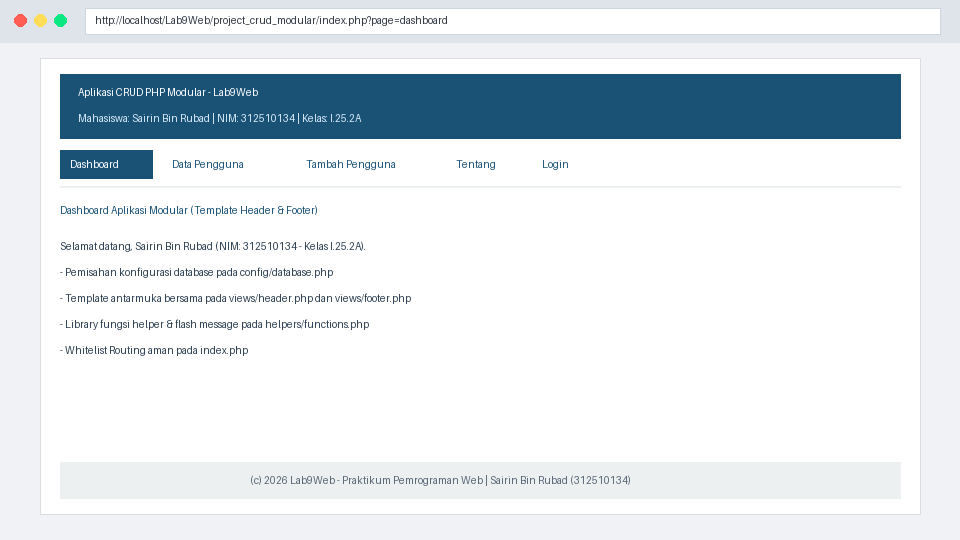 http://localhost/Lab9Web/project_crud_modular/index.php?page=dashboard
Aplikasi CRUD PHP Modular - Lab9Web
Mahasiswa: Sairin Bin Rubad | NIM: 312510134 | Kelas: I.25.2A
Dashboard Data Pengguna Tambah Pengguna Tentang Login
Dashboard Aplikasi Modular (Template Header & Footer)
Selamat datang, Sairin Bin Rubad (NIM: 312510134 - Kelas I.25.2A).
- Pemisahan konfigurasi database pada config/database.php
- Template antarmuka bersama pada views/header.php dan views/footer.php
- Library fungsi helper & flash message pada helpers/functions.php
- Whitelist Routing aman pada index.php
(c) 2026 Lab9Web - Praktikum Pemrograman Web | Sairin Bin Rubad (312510134)